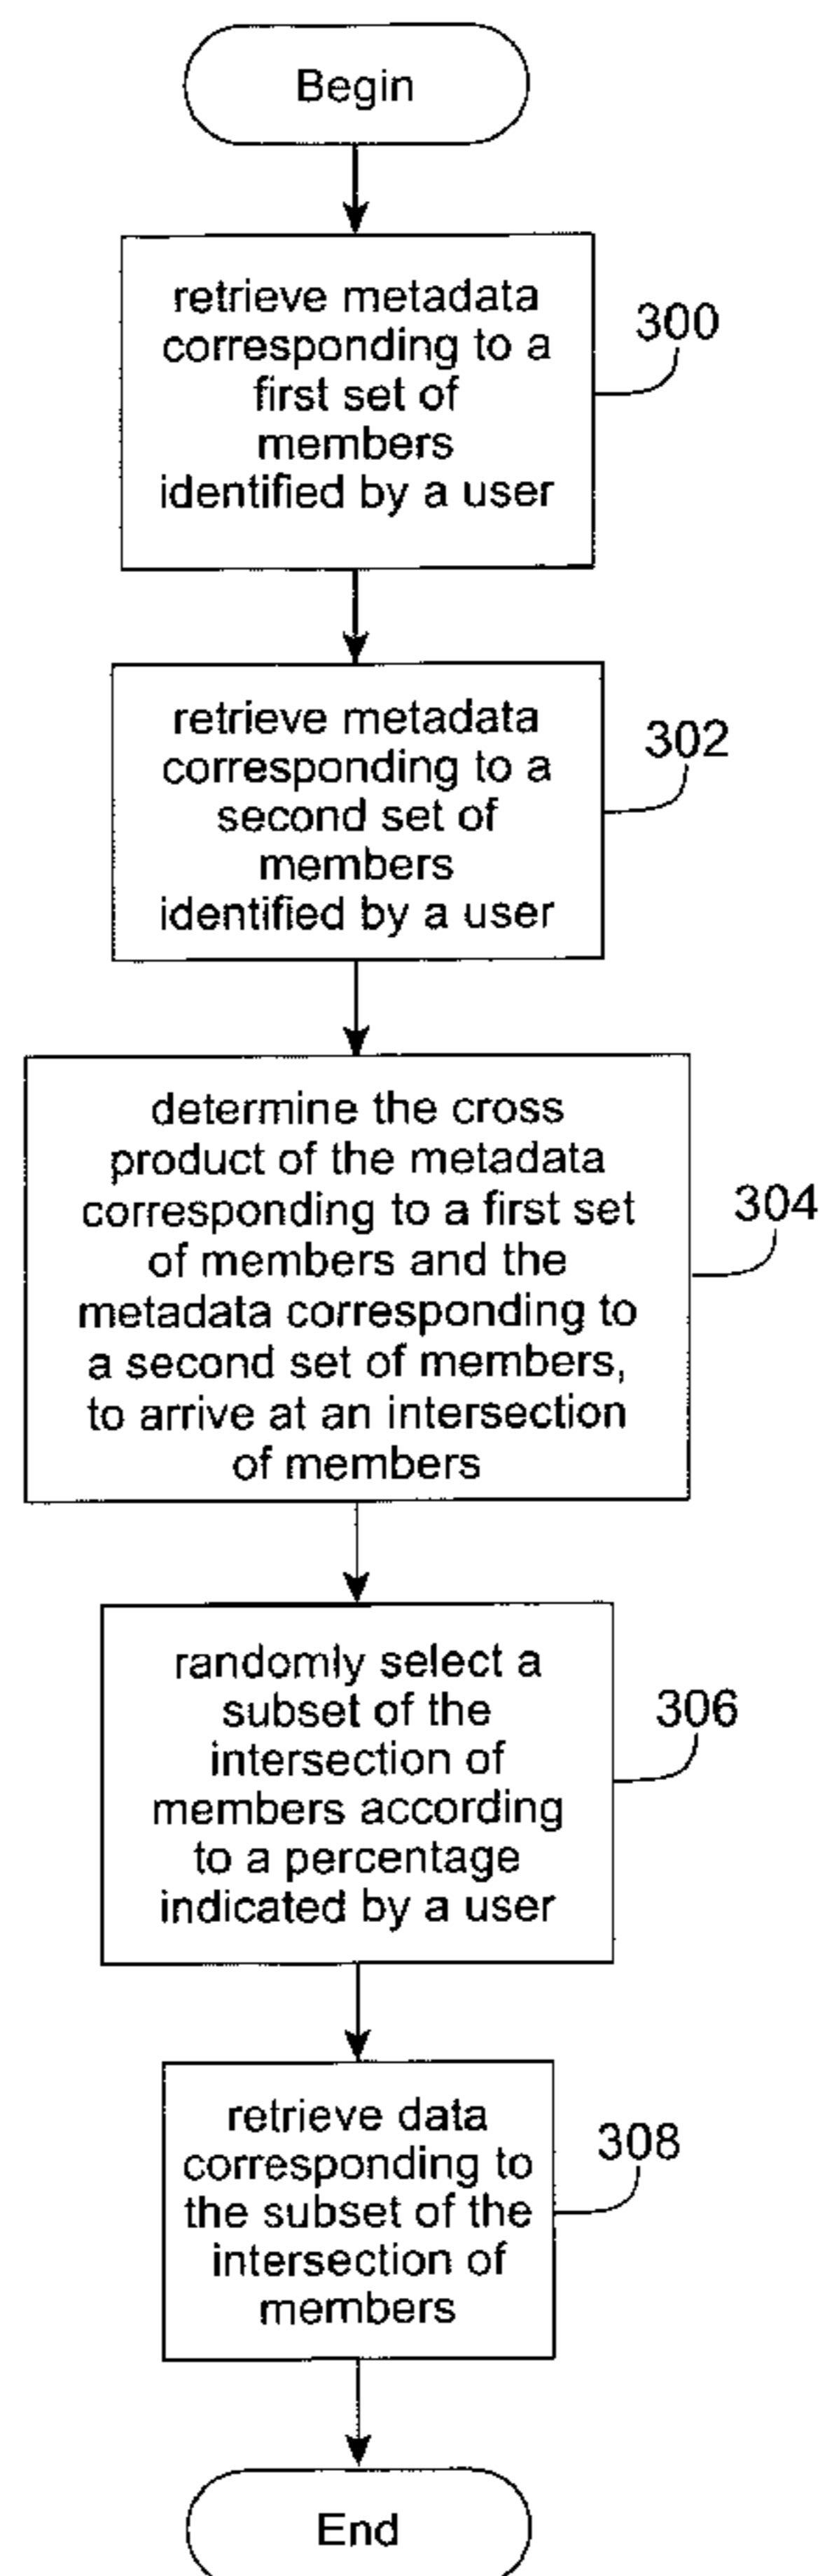 Begin
retrieve metadata
corresponding to a
first set of
members
identified by a user
300
retrieve metadata
corresponding to a
second set of
members
identified by a user
302
determine the cross
product of the metadata
corresponding to a first set
of members and the
metadata corresponding to
a second set of members,
to arrive at an intersection
of members
304
randomly select a
subset of the
intersection of
members according
to a percentage
indicated by a user
306
retrieve data
corresponding to
the subset of the
intersection of
members
308
End